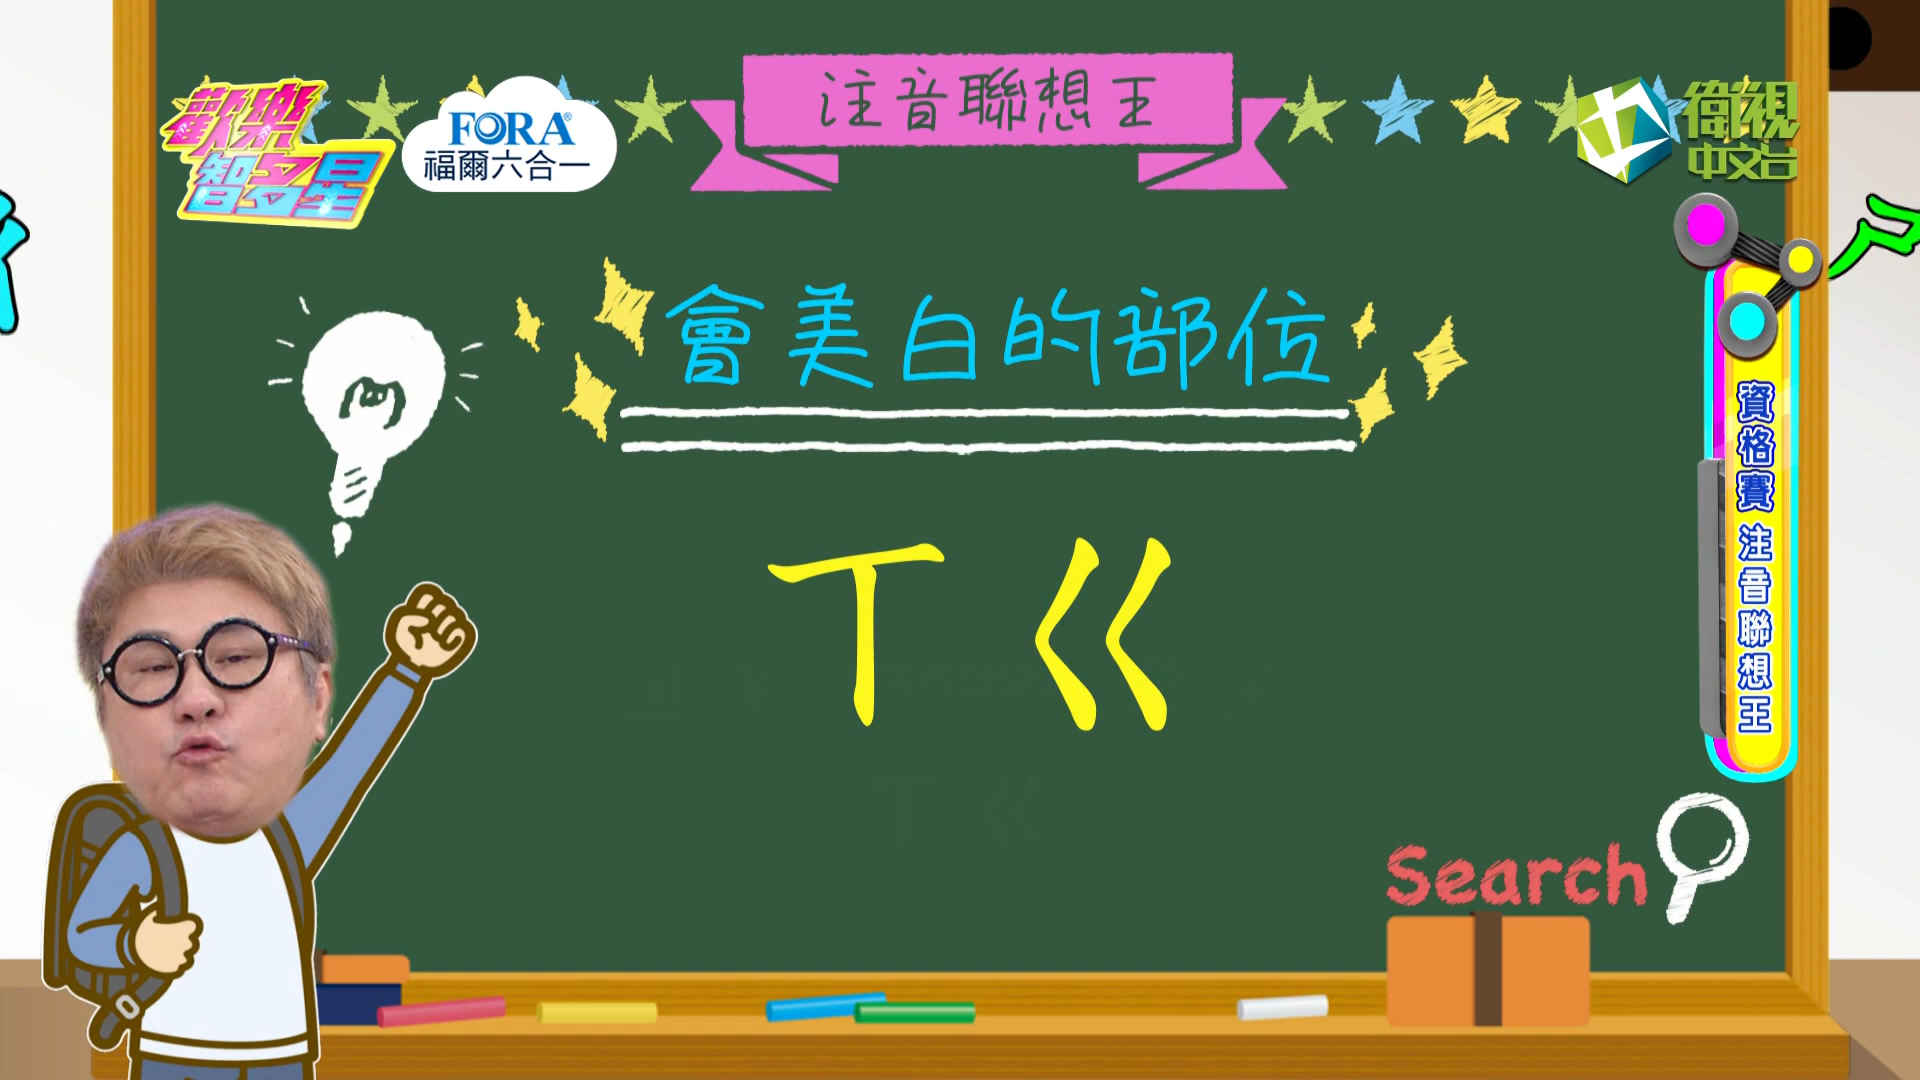 注音聯想王
歡樂
智多星
FORA®
福爾六合一
衛視
中文台
會美白的部位
ㄒ ㄍ
資格賽 注音聯想王
Search